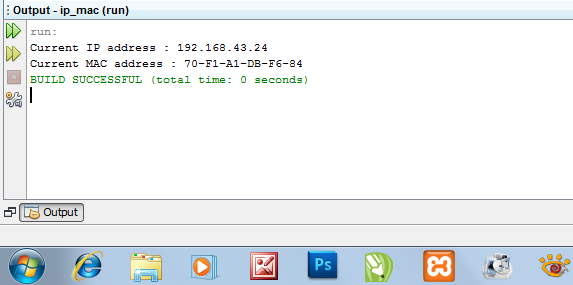 Output - ip_mac (run)
run:
Current IP address : 192.168.43.24
Current MAC address : 70-F1-A1-DB-F6-84
BUILD SUCCESSFUL (total time: 0 seconds)
Output
Ps